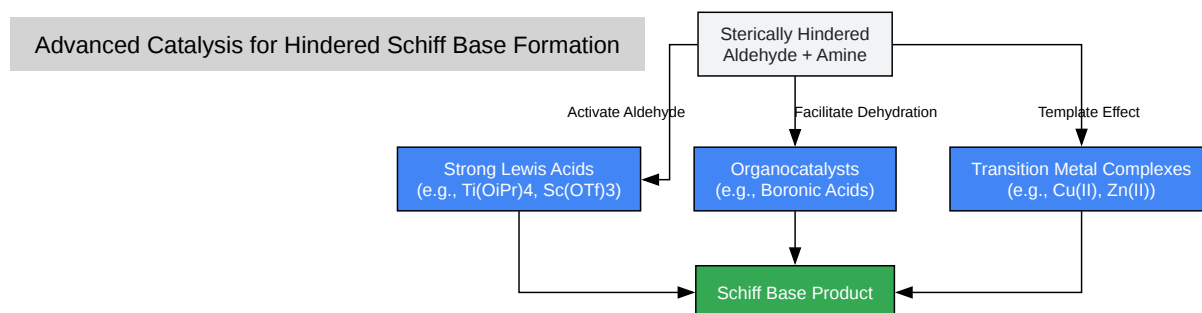 Advanced Catalysis for Hindered Schiff Base Formation
Sterically Hindered
Aldehyde + Amine
Activate Aldehyde
Facilitate Dehydration
Template Effect
Strong Lewis Acids
(e.g., Ti(OiPr)4, Sc(OTf)3)
Organocatalysts
(e.g., Boronic Acids)
Transition Metal Complexes
(e.g., Cu(II), Zn(II))
Schiff Base Product